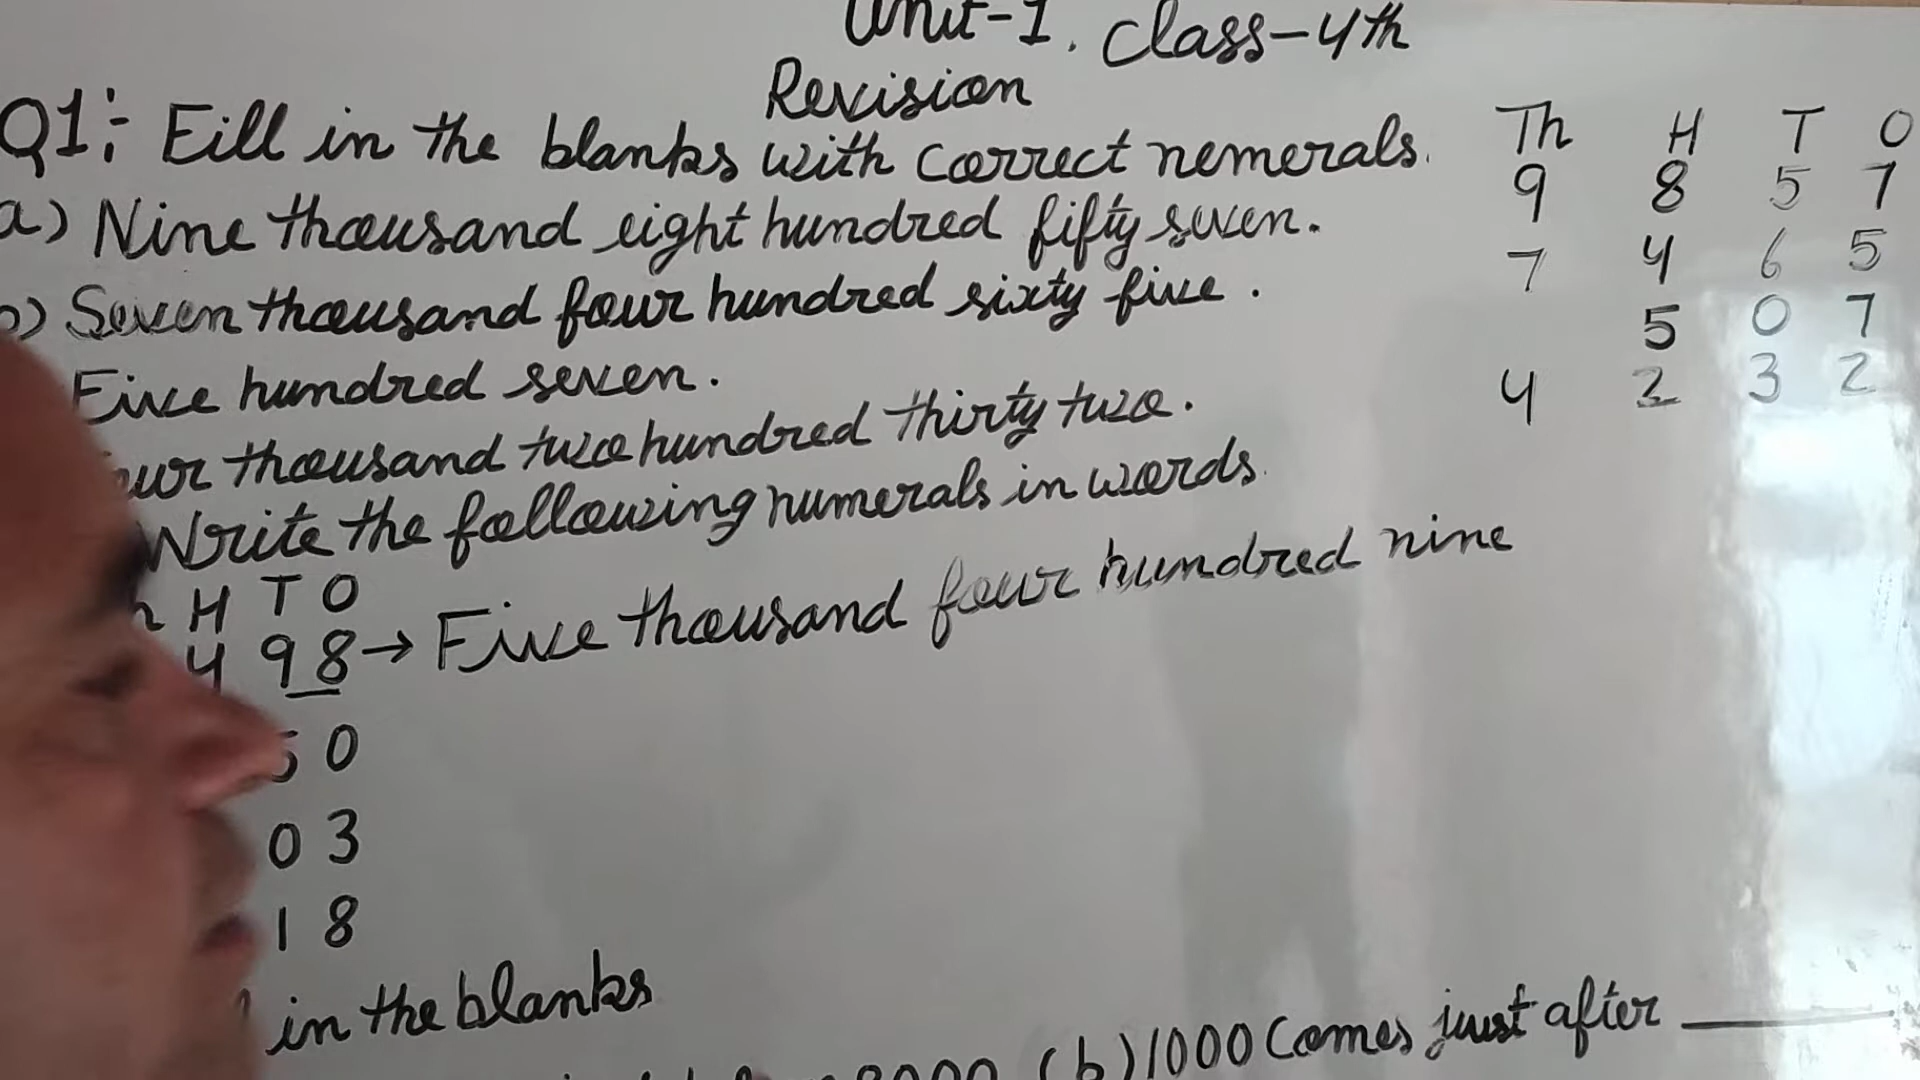 Unit-1. Class-4th
Revision
Q1:- Fill in the blanks with correct nemerals. Th H T O
a) Nine thousand eight hundred fifty seven. 9 8 5 7
b) Seven thousand four hundred sixty five. 7 4 6 5
Five hundred seven. 5 0 7
thousand two hundred thirty two. 4 2 3 2
Write the following numerals in words.
H T O
4 9 8 → Five thousand four hundred nine
5 0
0 3
1 8
in the blanks
(b) 1000 Comes just after ______